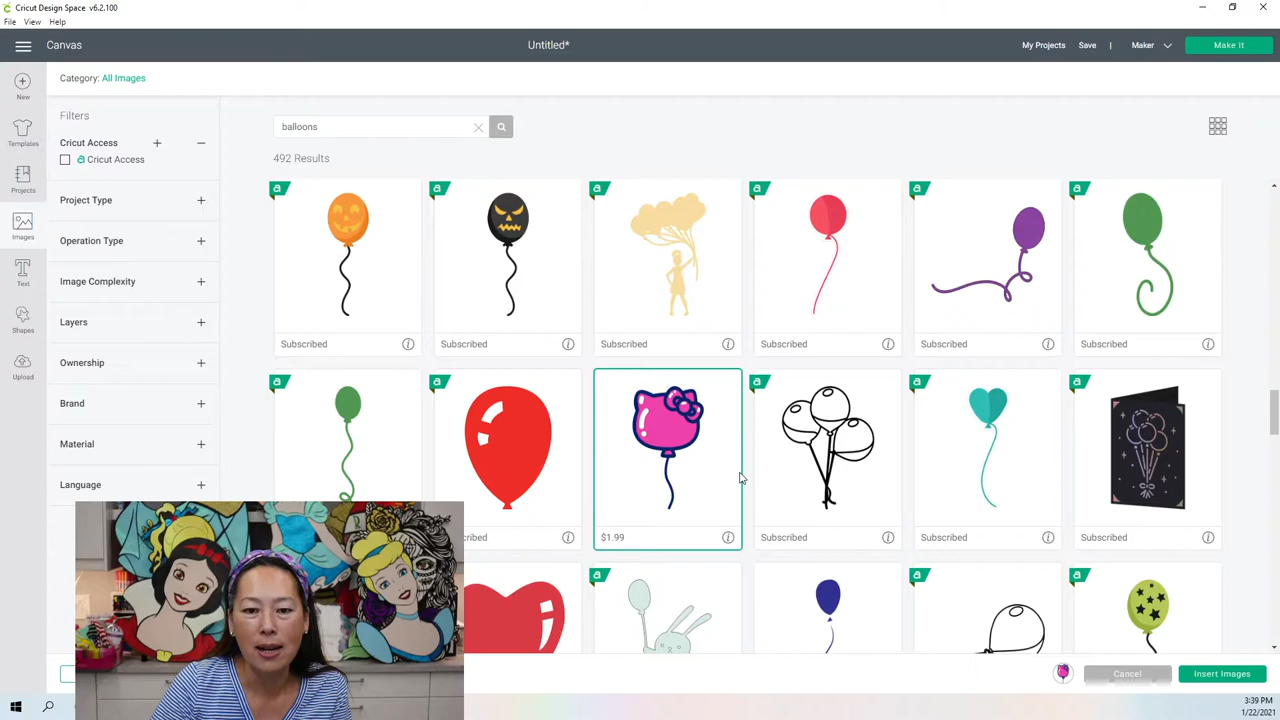 Cricut Design Space v6.2.100
File View Help
Canvas
Untitled*
My Projects Save | Maker
Make It
New
Templates
Projects
Images
Text
Shapes
Upload
Category: All Images
Filters
Cricut Access
a Cricut Access
Project Type
Operation Type
Image Complexity
Layers
Ownership
Brand
Material
Language
balloons
492 Results
a a a a a a
Subscribed Subscribed Subscribed Subscribed Subscribed Subscribed
a a a a a
$1.99 Subscribed Subscribed Subscribed
a a a a
Cancel
Insert Images
3:39 PM
1/22/2021